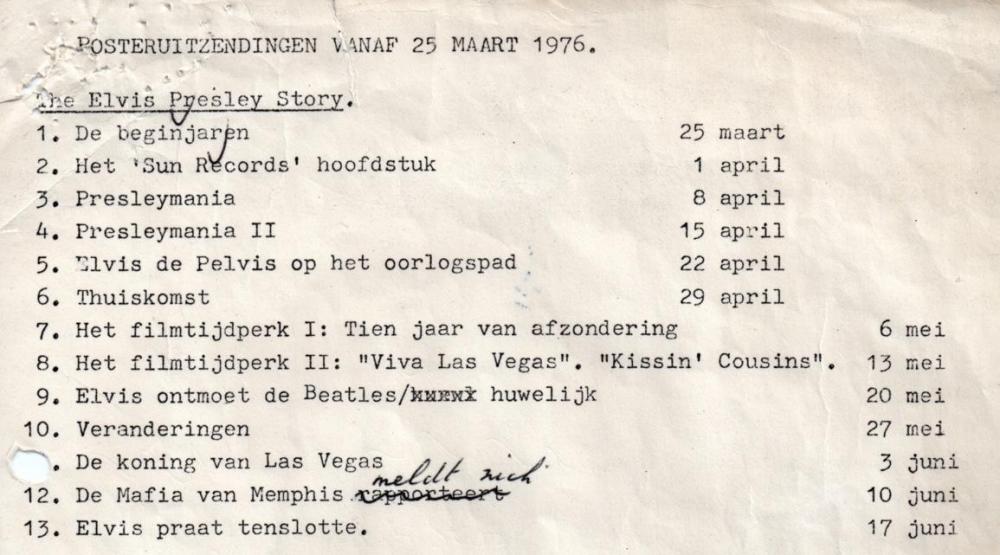 POSTERUITZENDINGEN VANAF 25 MAART 1976.
The Elvis Presley Story.
1. De beginjaren 25 maart
2. Het 'Sun Records' hoofdstuk 1 april
3. Presleymania 8 april
4. Presleymania II 15 april
5. Elvis de Pelvis op het oorlogspad 22 april
6. Thuiskomst 29 april
7. Het filmtijdperk I: Tien jaar van afzondering 6 mei
8. Het filmtijdperk II: "Viva Las Vegas". "Kissin' Cousins". 13 mei
9. Elvis ontmoet de Beatles/ huwelijk 20 mei
10. Veranderingen 27 mei
. De koning van Las Vegas 3 juni
meldt zich
12. De Mafia van Memphis rapporteert 10 juni
13. Elvis praat tenslotte. 17 juni